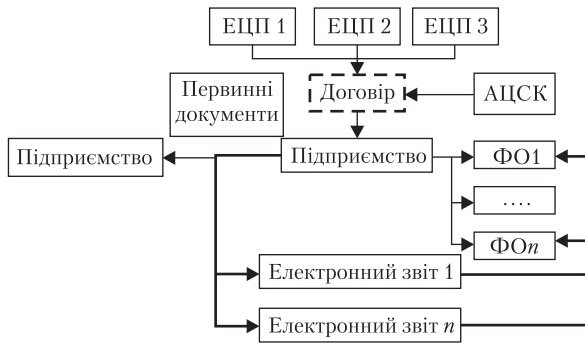 ЕЦП 1 ЕЦП 2 ЕЦП 3
Первинні
документи
Договір
АЦСК
Підприємство
Підприємство
ФО1
....
ФОn
Електронний звіт 1
Електронний звіт n